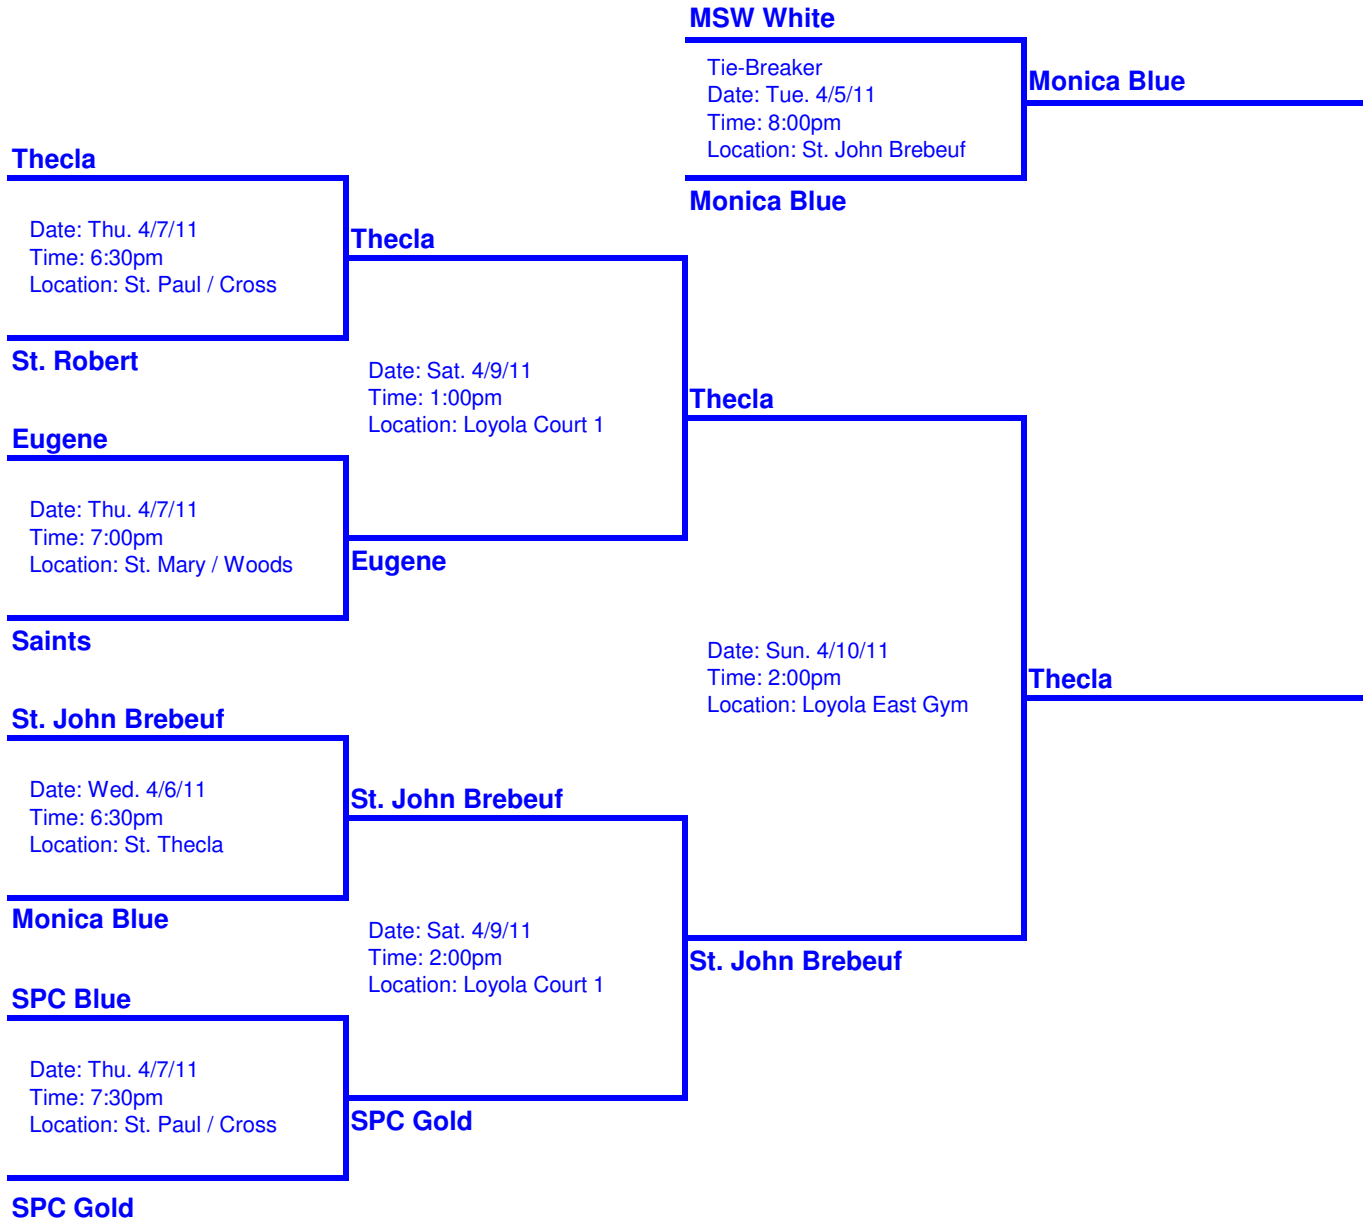 MSW White
Tie-Breaker
Date: Tue. 4/5/11
Time: 8:00pm
Location: St. John Brebeuf
Monica Blue
Monica Blue
Thecla
Date: Thu. 4/7/11
Time: 6:30pm
Location: St. Paul / Cross
St. Robert
Thecla
Eugene
Date: Thu. 4/7/11
Time: 7:00pm
Location: St. Mary / Woods
Saints
Date: Sat. 4/9/11
Time: 1:00pm
Location: Loyola Court 1
Eugene
Thecla
St. John Brebeuf
Date: Wed. 4/6/11
Time: 6:30pm
Location: St. Thecla
Monica Blue
St. John Brebeuf
SPC Blue
Date: Thu. 4/7/11
Time: 7:30pm
Location: St. Paul / Cross
SPC Gold
Date: Sat. 4/9/11
Time: 2:00pm
Location: Loyola Court 1
SPC Gold
Date: Sun. 4/10/11
Time: 2:00pm
Location: Loyola East Gym
St. John Brebeuf
Thecla